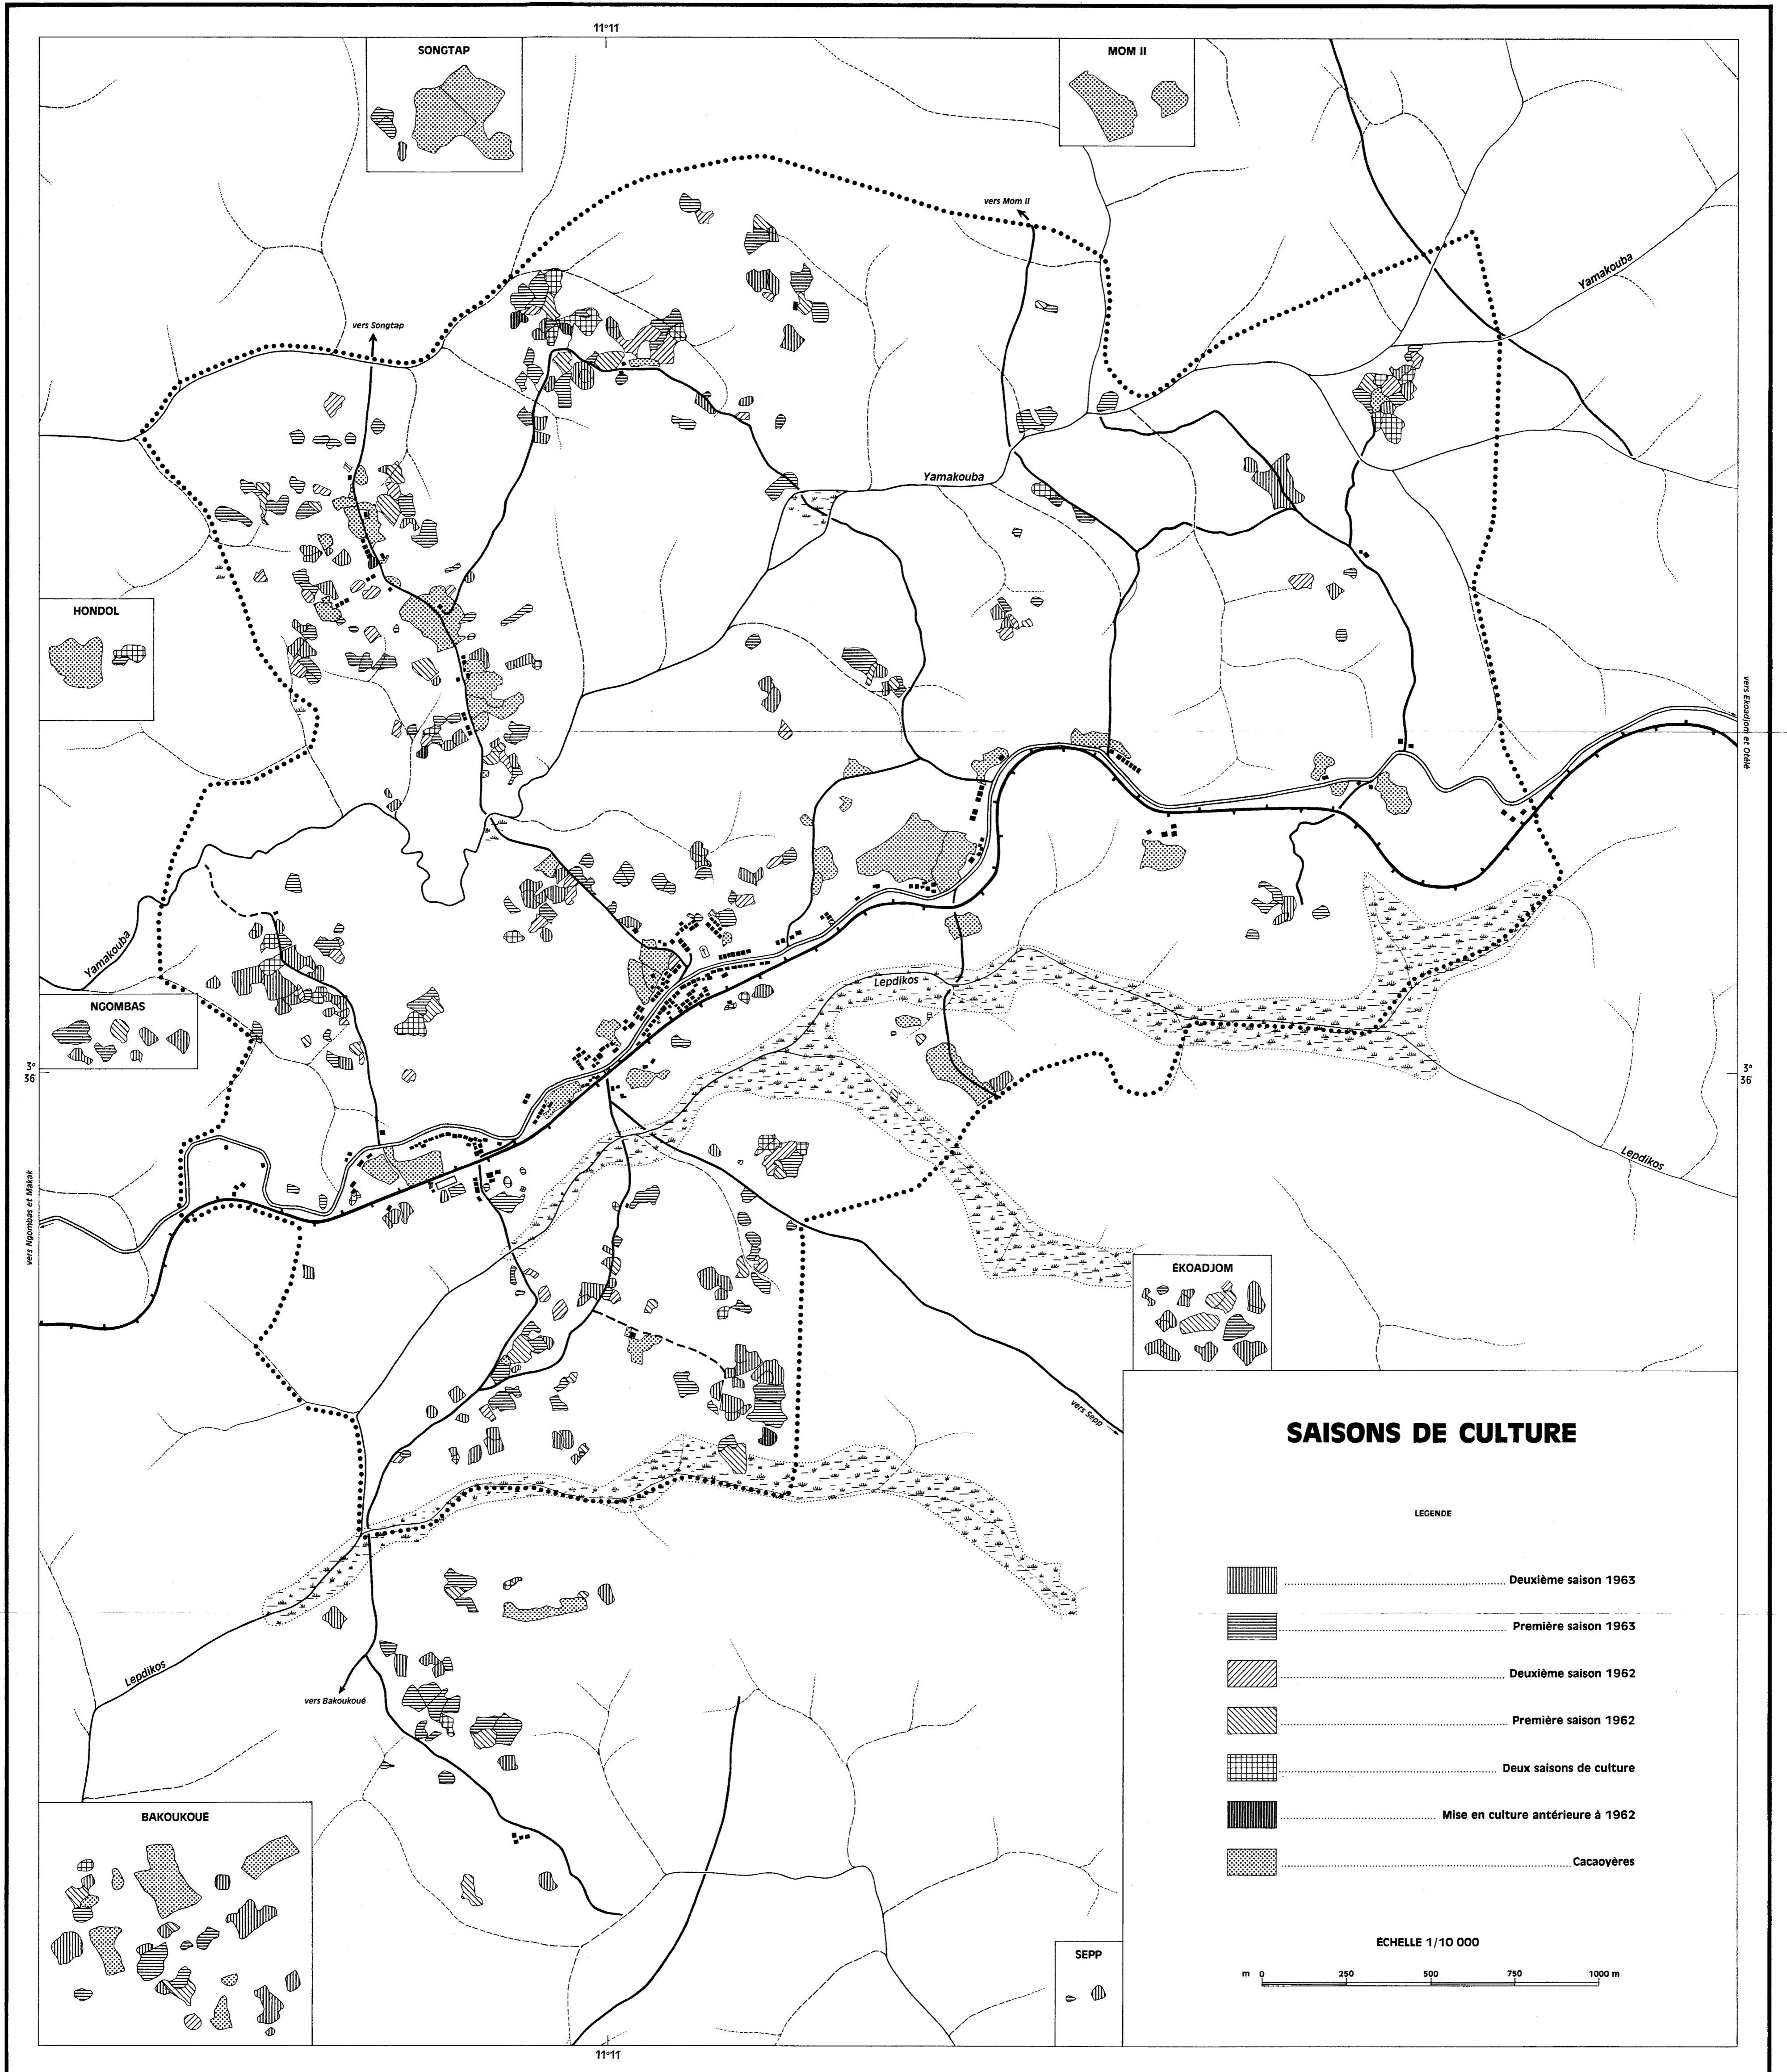 11°11'
SONGTAP
MOM II
vers Mom II
Yamakouba
vers Songtap
Yamakouba
HONDOL
vers Ekoadjom et Otélé
Yamakouba
Lepdikos
NGOMBAS
3°
36'
3°
36'
Lepdikos
vers Ngombas et Makak
EKOADJOM
vers Sepp
SAISONS DE CULTURE
LEGENDE
Deuxième saison 1963
Première saison 1963
Deuxième saison 1962
Première saison 1962
Deux saisons de culture
Mise en culture antérieure à 1962
Cacaoyères
Lepdikos
vers Bakoukoué
BAKOUKOUE
ECHELLE 1/10 000
m 0 250 500 750 1000 m
SEPP
11°11'